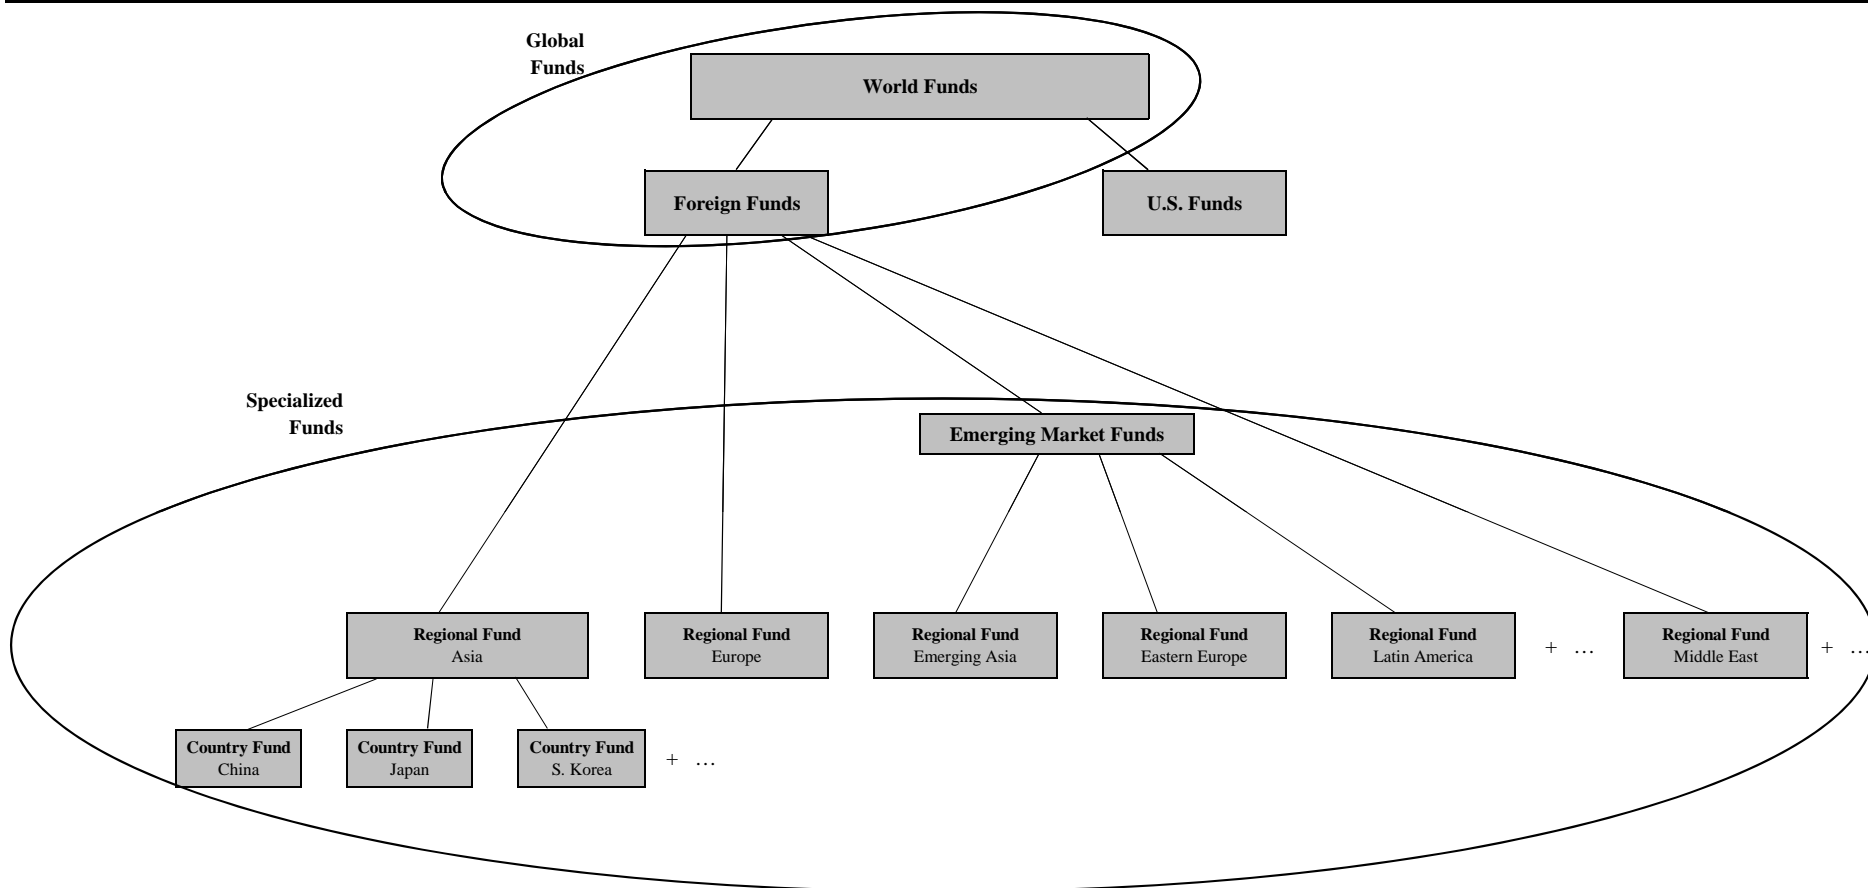 Global
Funds
World Funds
Foreign Funds
U.S. Funds
Specialized
Funds
Emerging Market Funds
Regional Fund
Asia
Regional Fund
Europe
Regional Fund
Emerging Asia
Regional Fund
Eastern Europe
Regional Fund
Latin America
+ …
Regional Fund
Middle East
+ …
Country Fund
China
Country Fund
Japan
Country Fund
S. Korea
+ …